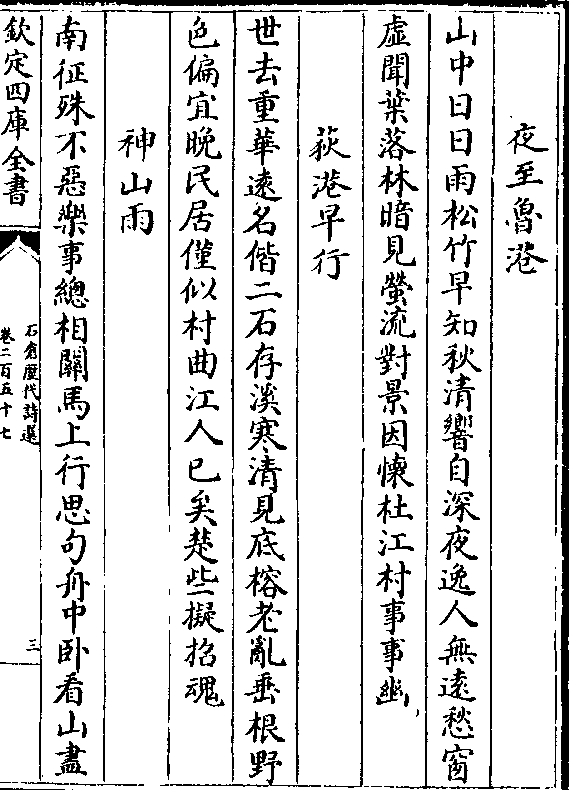 夜至魯港
山中日日雨松竹早知秋清響自深夜逸人無遠愁窗
虛聞葉落林暗見螢流對景因懐杜江村事事幽
荻港早行
世去重華逺名偕二石存溪寒清見底榕老亂垂根野
色偏宜晚民居僅似村曲江人已矣楚些擬招魂
神山雨
南征殊不惡樂事總相關馬上行思句舟中卧看山盡
欽定四庫全書
石倉歴代詩選
卷二百五十七
三